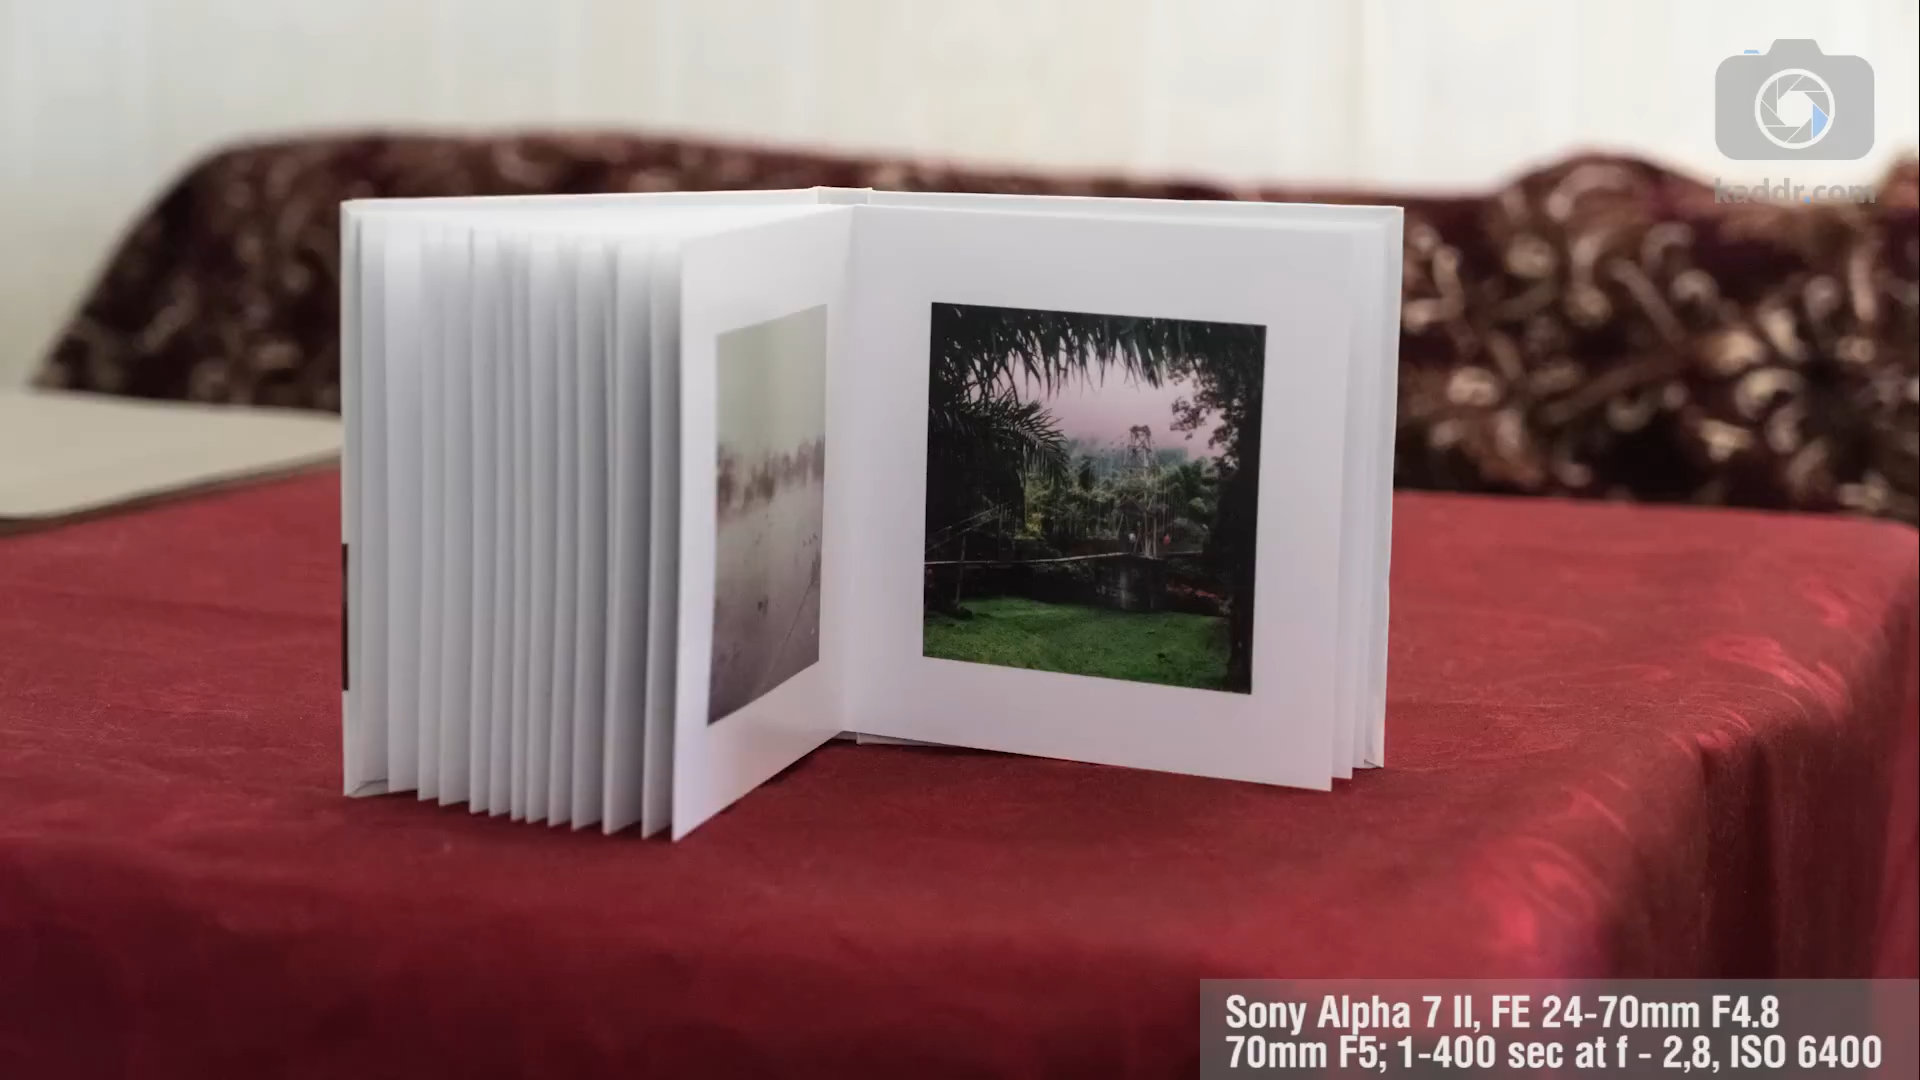 kaddr.com
Sony Alpha 7 II, FE 24-70mm F4.8
70mm F5; 1-400 sec at f - 2,8, ISO 6400